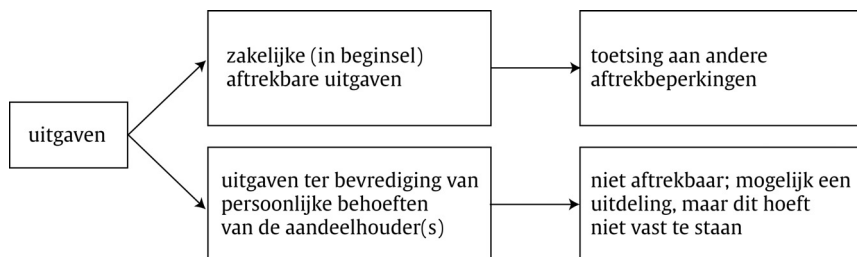 uitgaven
zakelijke (in beginsel)
aftrekbare uitgaven
toetsing aan andere
aftrekbeperkingen
uitgaven ter bevrediging van
persoonlijke behoeften
van de aandeelhouder(s)
niet aftrekbaar; mogelijk een
uitdeling, maar dit hoeft
niet vast te staan